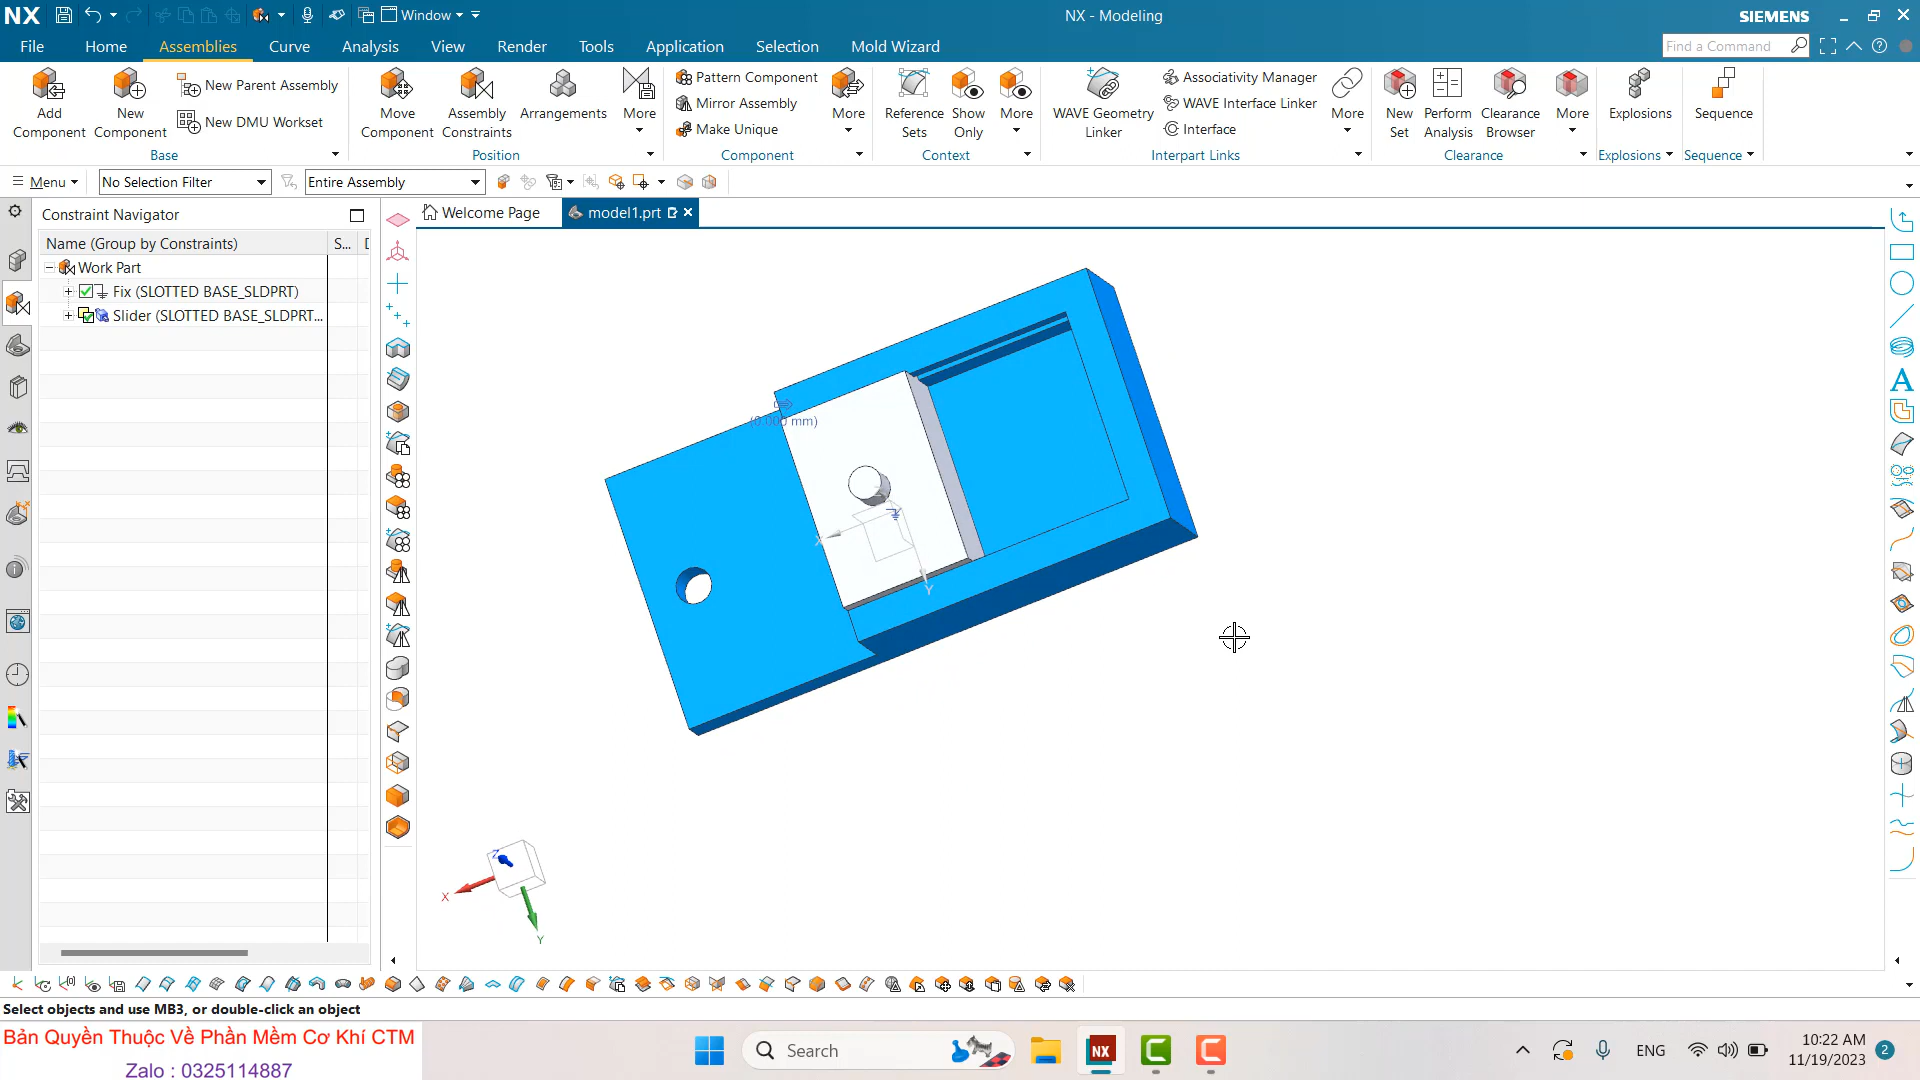 NX
Window
NX - Modeling
SIEMENS
File
Home
Assemblies
Curve
Analysis
View
Render
Tools
Application
Selection
Mold Wizard
Find a Command
Add Component
New Component
New Parent Assembly
New DMU Workset
Base
Move Component
Assembly Constraints
Arrangements
More
Position
Pattern Component
Mirror Assembly
Make Unique
More
Component
Reference Sets
Show Only
More
Context
WAVE Geometry Linker
Associativity Manager
WAVE Interface Linker
Interface
More
Interpart Links
New Set
Perform Analysis
Clearance Browser
More
Clearance
Explosions
Explosions
Sequence
Sequence
Menu
No Selection Filter
Entire Assembly
Constraint Navigator
Welcome Page
model1.prt
Name (Group by Constraints)
S...
Work Part
Fix (SLOTTED BASE_SLDPRT)
Slider (SLOTTED BASE_SLDPRT...
(0.000 mm)
X
Y
Z
X
Y
Select objects and use MB3, or double-click an object
Bản Quyền Thuộc Về Phần Mềm Cơ Khí CTM
Zalo : 0325114887
Search
NX
ENG
10:22 AM
11/19/2023
2